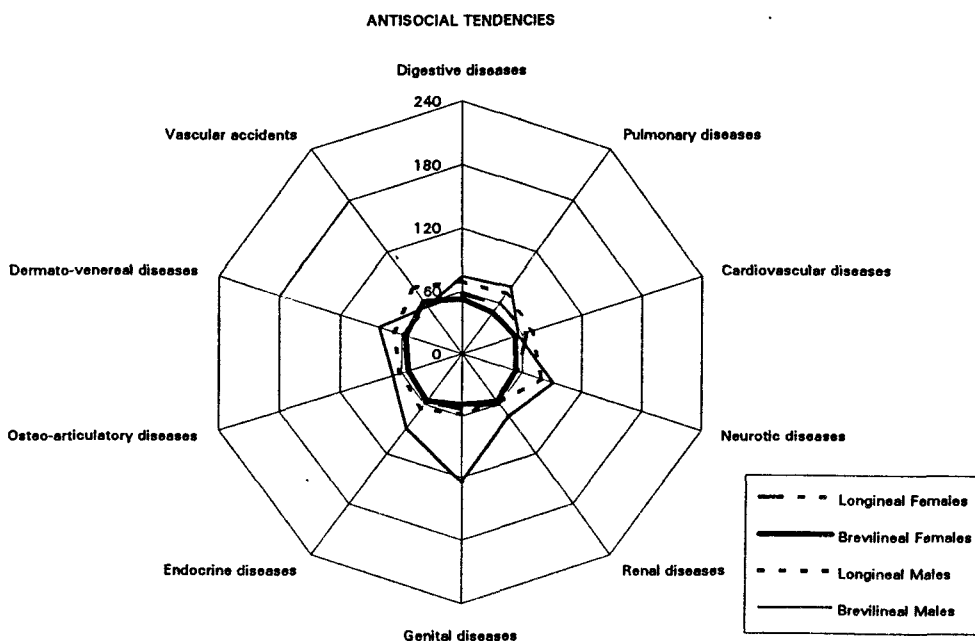 ANTISOCIAL TENDENCIES
Digestive diseases
240
Vascular accidents
Pulmonary diseases
180
120
Dermato-venereal diseases
Cardiovascular diseases
60
0
Osteo-articulatory diseases
Neurotic diseases
Longineal Females
Brevilineal Females
Endocrine diseases
Renal diseases
Longineal Males
Brevilineal Males
Genital diseases